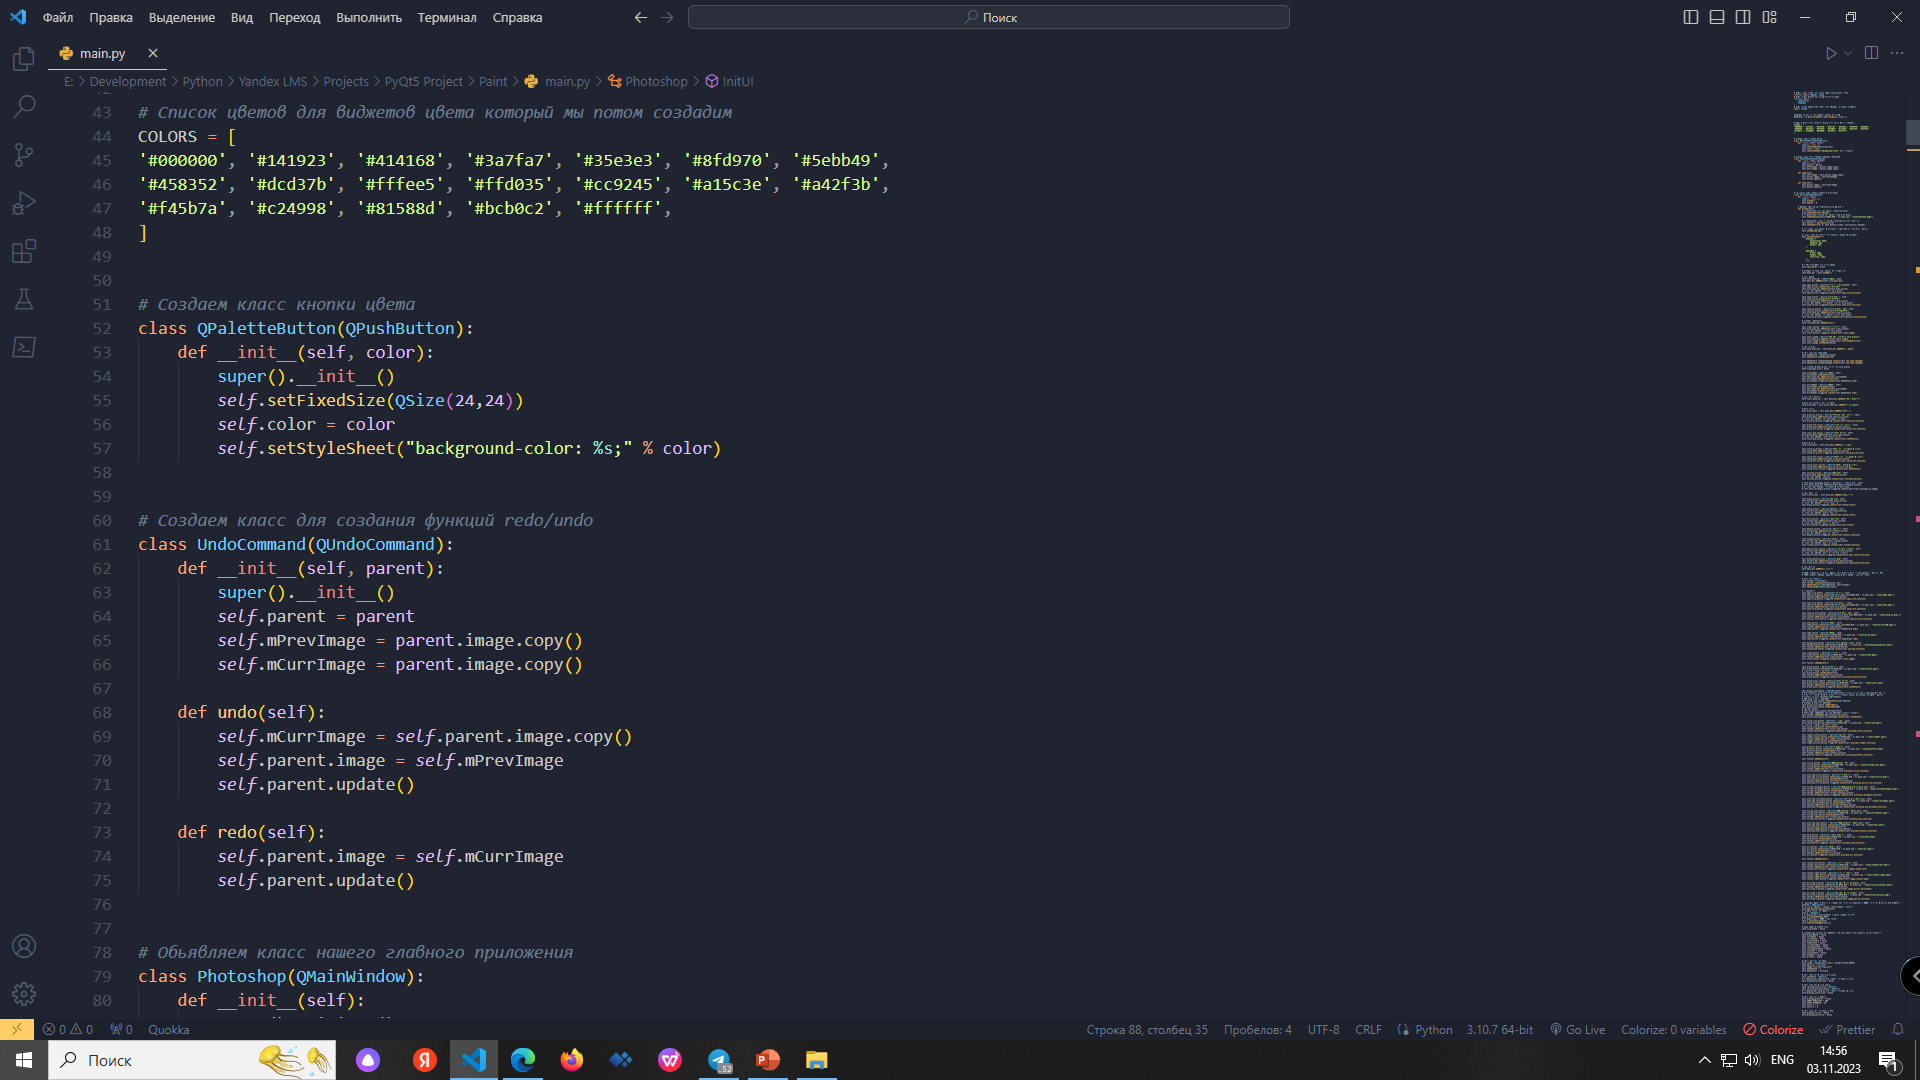 Файл Правка Выделение Вид Переход Выполнить Терминал Справка Поиск
main.py
E: > Development > Python > Yandex LMS > Projects > PyQt5 Project > Paint > main.py > Photoshop > InitUI
43 # Список цветов для виджетов цвета который мы потом создадим
44 COLORS = [
45 '#000000', '#141923', '#414168', '#3a7fa7', '#35e3e3', '#8fd970', '#5ebb49',
46 '#458352', '#dcd37b', '#fffee5', '#ffd035', '#cc9245', '#a15c3e', '#a42f3b',
47 '#f45b7a', '#c24998', '#81588d', '#bcb0c2', '#ffffff',
48 ]
49
50
51 # Создаем класс кнопки цвета
52 class QPaletteButton(QPushButton):
53 def __init__(self, color):
54 super().__init__()
55 self.setFixedSize(QSize(24,24))
56 self.color = color
57 self.setStyleSheet("background-color: %s;" % color)
58
59
60 # Создаем класс для создания функций redo/undo
61 class UndoCommand(QUndoCommand):
62 def __init__(self, parent):
63 super().__init__()
64 self.parent = parent
65 self.mPrevImage = parent.image.copy()
66 self.mCurrImage = parent.image.copy()
67
68 def undo(self):
69 self.mCurrImage = self.parent.image.copy()
70 self.parent.image = self.mPrevImage
71 self.parent.update()
72
73 def redo(self):
74 self.parent.image = self.mCurrImage
75 self.parent.update()
76
77
78 # Обьявляем класс нашего главного приложения
79 class Photoshop(QMainWindow):
80 def __init__(self):
0 0 0 Quokka Строка 88, столбец 35 Пробелов: 4 UTF-8 CRLF Python 3.10.7 64-bit Go Live Colorize: 0 variables Colorize Prettier
Поиск 52 ENG 14:56
03.11.2023 1